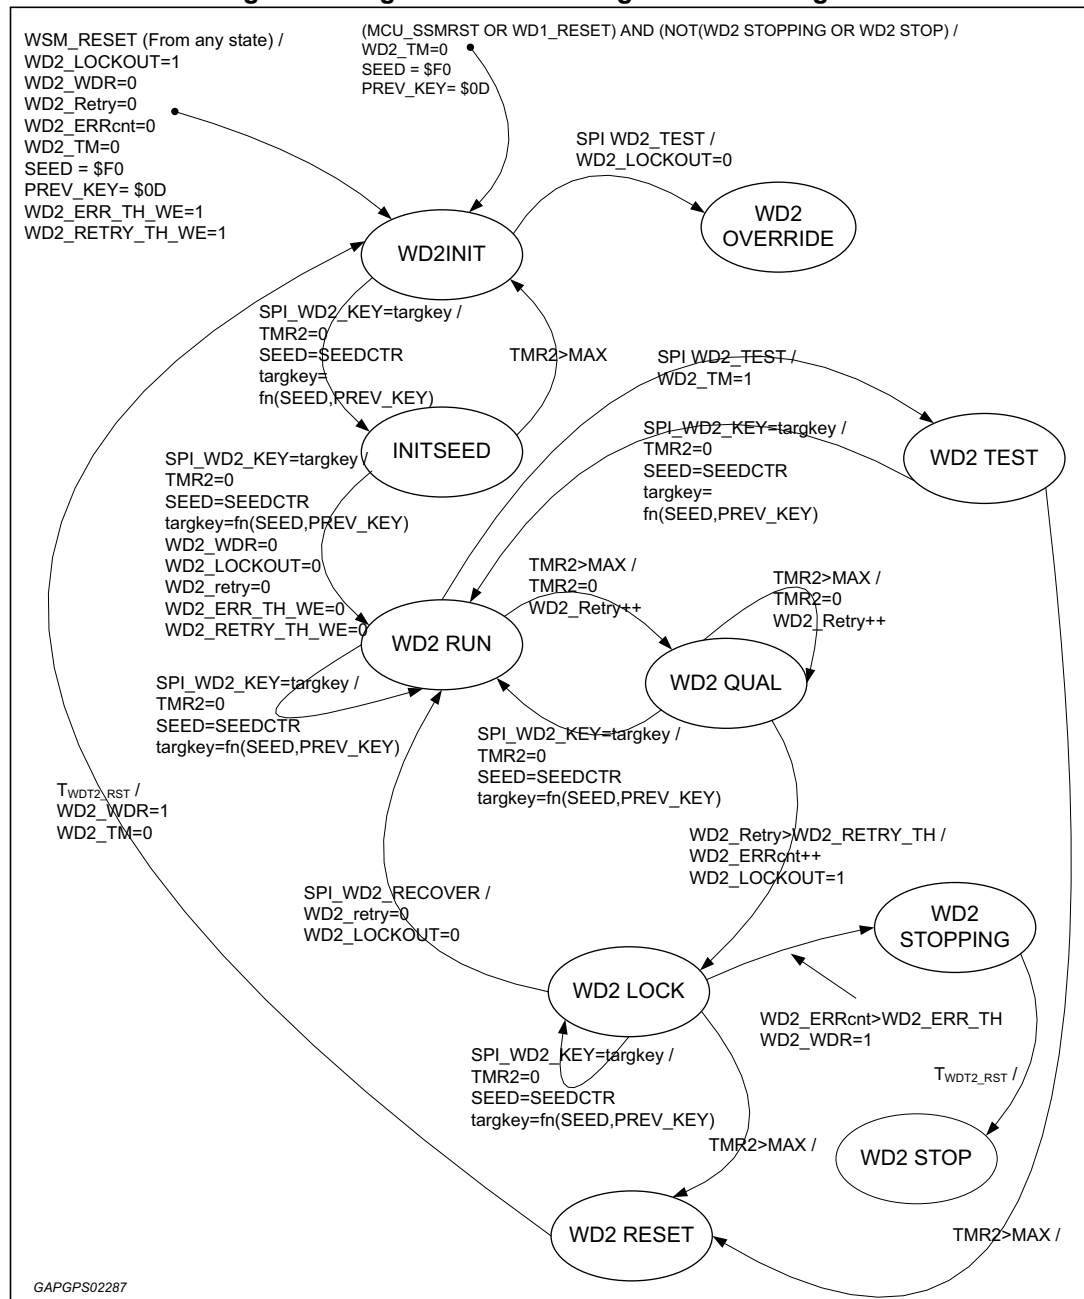 WSM_RESET (From any state) /
WD2_LOCKOUT=1
WD2_WDR=0
WD2_Retry=0
WD2_ERRcnt=0
WD2_TM=0
SEED = $F0
PREV_KEY= $0D
WD2_ERR_TH_WE=1
WD2_RETRY_TH_WE=1
(MCU_SSMRST OR WD1_RESET) AND (NOT(WD2 STOPPING OR WD2 STOP) /
WD2_TM=0
SEED = $F0
PREV_KEY= $0D
SPI WD2_TEST /
WD2_LOCKOUT=0
WD2
OVERRIDE
WD2INIT
SPI_WD2_KEY=targkey /
TMR2=0
SEED=SEEDCTR
targkey=
fn(SEED,PREV_KEY)
TMR2>MAX
SPI WD2_TEST /
WD2_TM=1
INITSEED
SPI_WD2_KEY=targkey /
TMR2=0
SEED=SEEDCTR
targkey=
fn(SEED,PREV_KEY)
WD2 TEST
SPI_WD2_KEY=targkey /
TMR2=0
SEED=SEEDCTR
targkey=fn(SEED,PREV_KEY)
WD2_WDR=0
WD2_LOCKOUT=0
WD2_retry=0
WD2_ERR_TH_WE=0
WD2_RETRY_TH_WE=0
TMR2>MAX /
TMR2=0
WD2_Retry++
TMR2>MAX /
TMR2=0
WD2_Retry++
WD2 RUN
WD2 QUAL
SPI_WD2_KEY=targkey /
TMR2=0
SEED=SEEDCTR
targkey=fn(SEED,PREV_KEY)
SPI_WD2_KEY=targkey /
TMR2=0
SEED=SEEDCTR
targkey=fn(SEED,PREV_KEY)
TWDT2_RST /
WD2_WDR=1
WD2_TM=0
WD2_Retry>WD2_RETRY_TH /
WD2_ERRcnt++
WD2_LOCKOUT=1
SPI_WD2_RECOVER /
WD2_retry=0
WD2_LOCKOUT=0
WD2
STOPPING
WD2 LOCK
WD2_ERRcnt>WD2_ERR_TH
WD2_WDR=1
SPI_WD2_KEY=targkey /
TMR2=0
SEED=SEEDCTR
targkey=fn(SEED,PREV_KEY)
TWDT2_RST /
TMR2>MAX /
WD2 STOP
WD2 RESET
TMR2>MAX /
GAPGPS02287